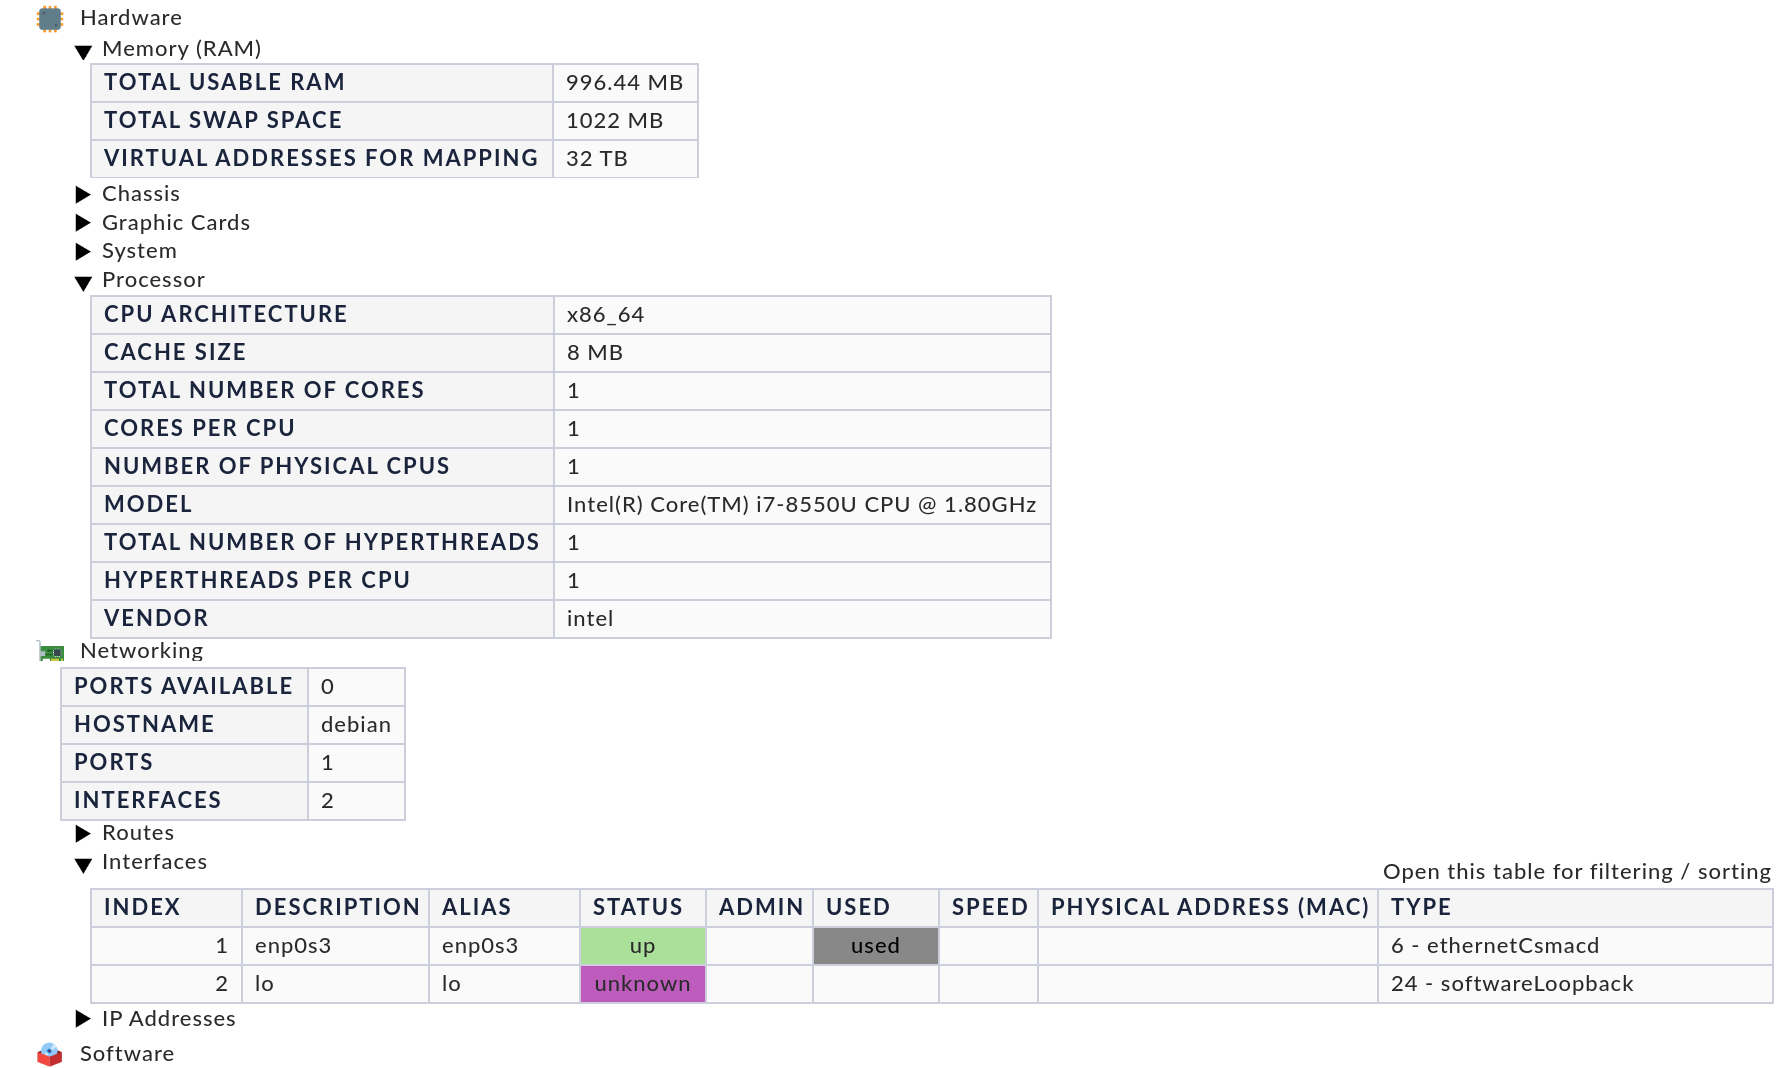 Hardware
Memory (RAM)
TOTAL USABLE RAM 996.44 MB
TOTAL SWAP SPACE 1022 MB
VIRTUAL ADDRESSES FOR MAPPING 32 TB
Chassis
Graphic Cards
System
Processor
CPU ARCHITECTURE x86_64
CACHE SIZE 8 MB
TOTAL NUMBER OF CORES 1
CORES PER CPU 1
NUMBER OF PHYSICAL CPUS 1
MODEL Intel(R) Core(TM) i7-8550U CPU @ 1.80GHz
TOTAL NUMBER OF HYPERTHREADS 1
HYPERTHREADS PER CPU 1
VENDOR intel
Networking
PORTS AVAILABLE 0
HOSTNAME debian
PORTS 1
INTERFACES 2
Routes
Interfaces
Open this table for filtering / sorting
INDEX DESCRIPTION ALIAS STATUS ADMIN USED SPEED PHYSICAL ADDRESS (MAC) TYPE
1 enp0s3 enp0s3 up used 6 - ethernetCsmacd
2 lo lo unknown 24 - softwareLoopback
IP Addresses
Software